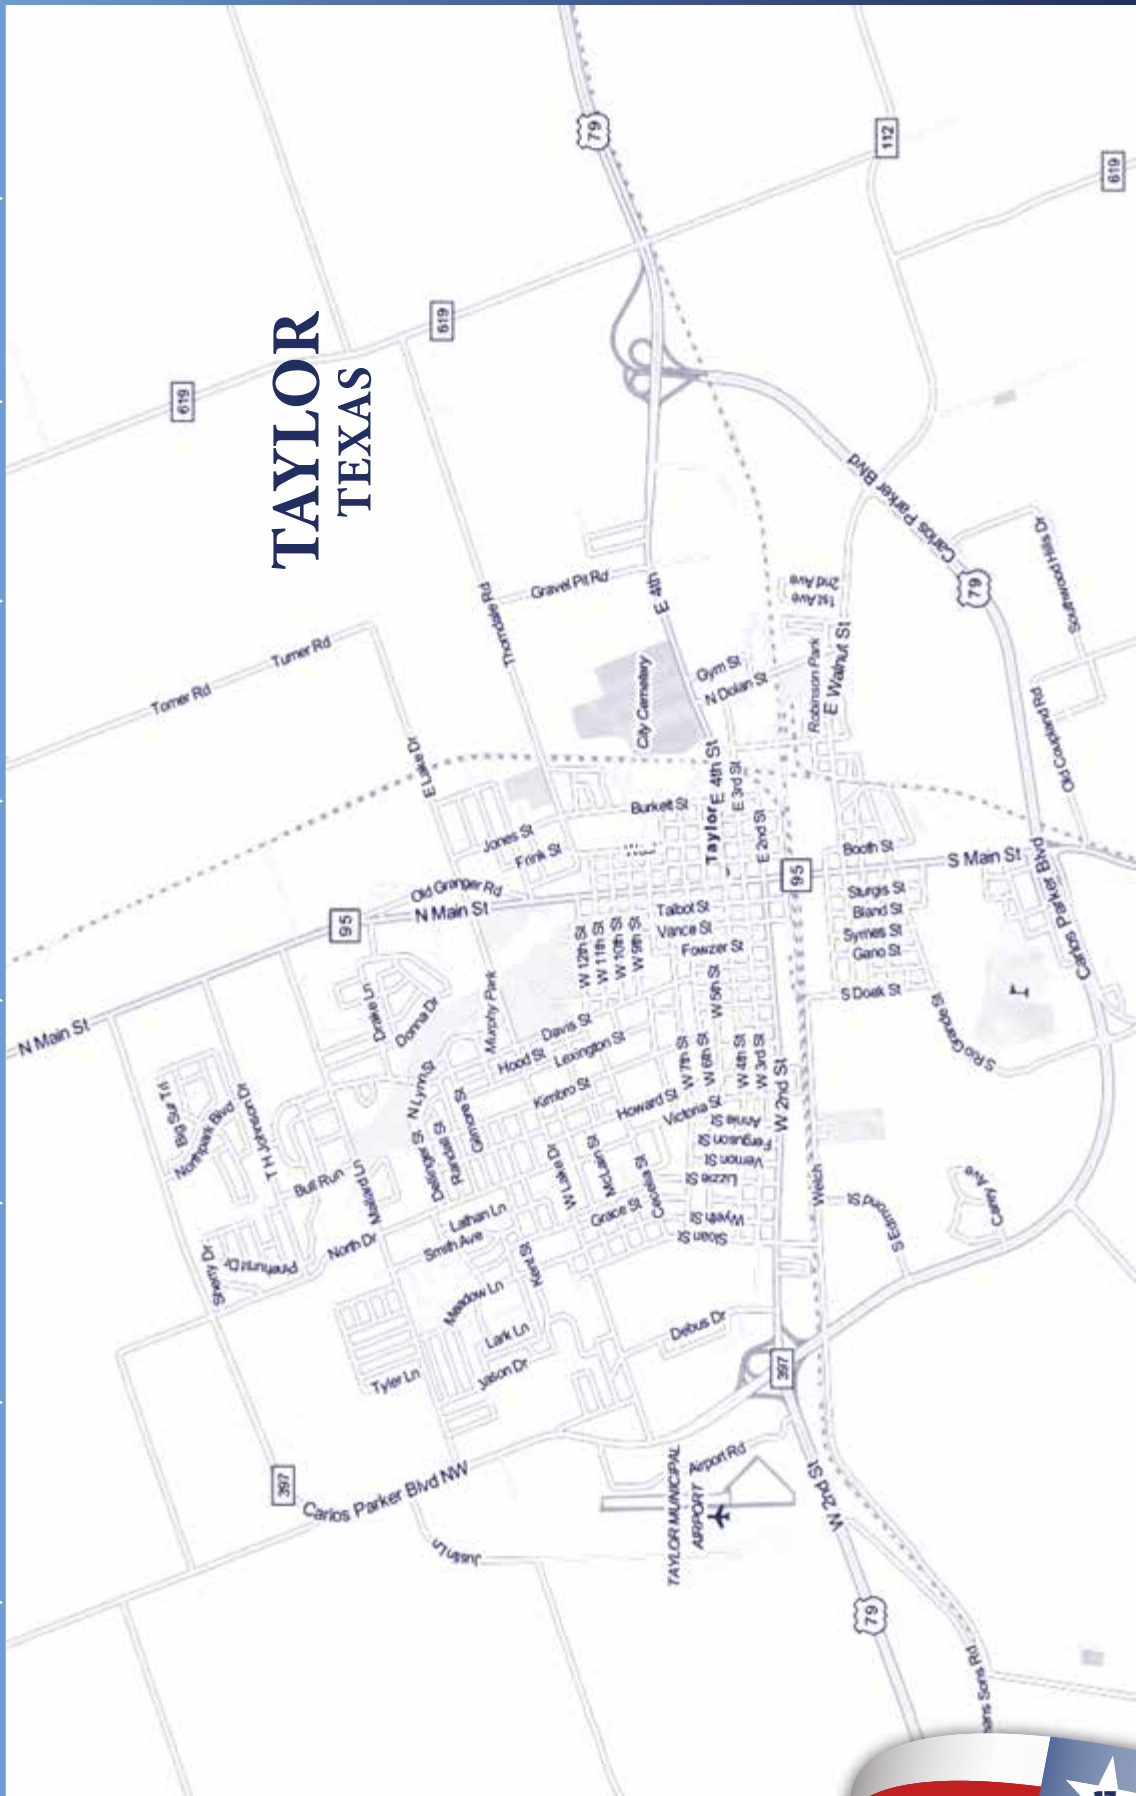 TAYLOR
TEXAS
79
112
619
619
619
Carlos Parker Blvd
79
Southwood Hills Dr
Thorndale Rd
Gravel Pit Rd
E 4th
1st Ave
2nd Ave
Turner Rd
City Cemetery
Gym St
N Dolan St
Robinson Park
E Walnut St
Old Coupland Rd
E Lake Dr
E 4th St
E 3rd St
Burkett St
Taylor
E 2nd St
Jones St
Frink St
Booth St
S Main St
Carlos Parker Blvd
95
95
Old Granger Rd
N Main St
N Main St
Talbot St
Vance St
Fowzer St
Sturgis St
Bland St
Symes St
Gano St
S Doak St
S Rio Grande St
W 12th St
W 11th St
W 10th St
W 9th St
W 5th St
Drake Ln
Donna Dr
Murphy Park
Davis St
Hood St
Lexington St
Kimbro St
W 7th St
W 6th St
W 4th St
W 3rd St
W 2nd St
Howard St
Victoria St
Annie St
Ferguson St
Vernon St
Lizzie St
Wyeth St
Sloan St
Big Sur Trl
Northpark Blvd
T H Johnson Dr
Bull Run
Mallard Ln
N Lynn St
Dellinger St
Randall St
Gilmore St
W Lake Dr
McLain St
Cecelia St
Grace St
Welch
S Edmond St
Carey Ave
Sherry Dr
Pinehurst Dr
North Dr
Lathan Ln
Smith Ave
Kent St
Meadow Ln
Lark Ln
Jason Dr
Tyler Ln
Debus Dr
397
397
Carlos Parker Blvd NW
Airport Rd
TAYLOR MUNICIPAL
AIRPORT
Justin Ln
W 2nd St
79
Sons Rd